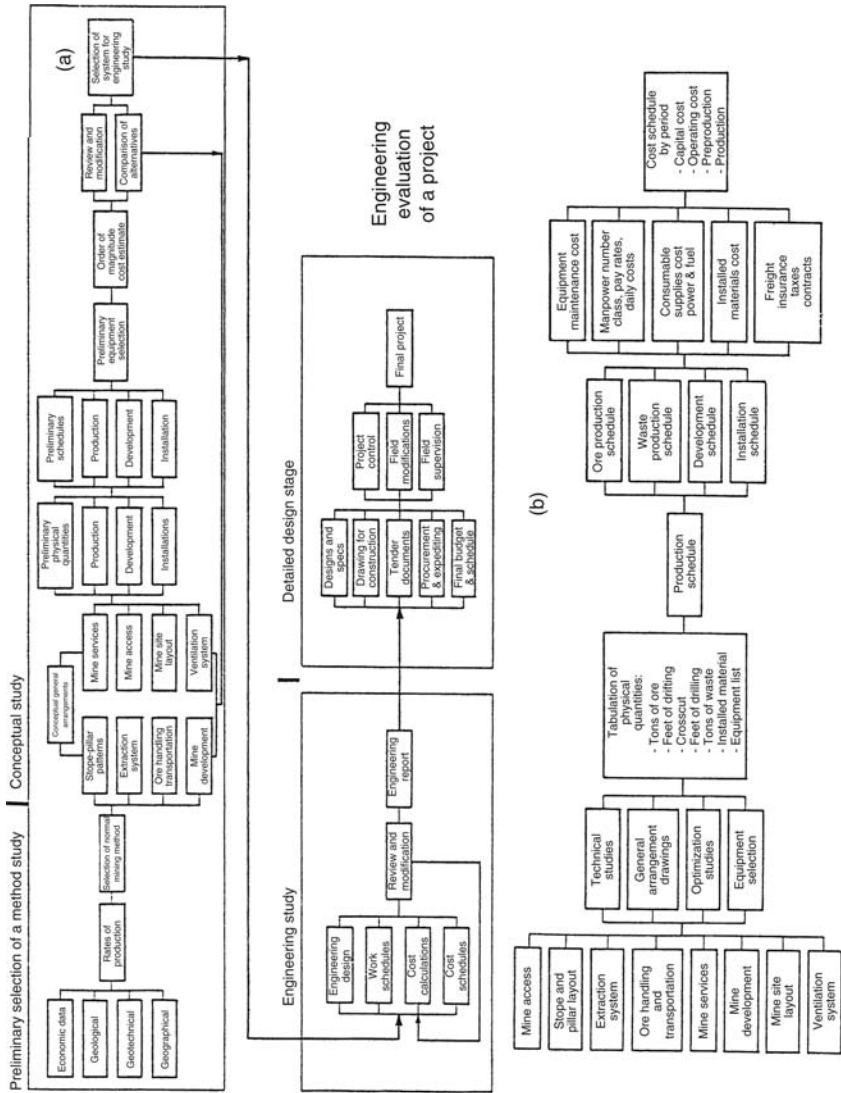 Preliminary selection of a method study
Conceptual study
Economic data
Geological
Geotechnical
Geographical
Rates of
production
Selection of normal
mining method
Conceptual general
arrangements
Stope-pillar
patterns
Extraction
system
Ore handling
transportation
Mine
development
Mine services
Mine access
Mine site
layout
Ventilation
system
Preliminary
physical
quantities
Production
Development
Installations
Preliminary
schedules
Production
Development
Installation
Preliminary
equipment
selection
Order of
magnitude
cost estimate
Review and
modification
Comparison of
alternatives
Selection of
system for
engineering
study
(a)
Engineering study
Engineering
design
Work
schedules
Cost
calculations
Cost
schedules
Review and
modification
Engineering
report
Detailed design stage
Designs and
specs
Drawing for
construction
Tender
documents
Procurement
& expediting
Final budget
& schedule
Project
control
Field
modifications
Field
supervision
Final project
Engineering
evaluation
of a project
(b)
Mine access
Stope and
pillar layout
Extraction
system
Ore handling
and
transportation
Mine services
Mine
development
Mine site
layout
Ventilation
system
Technical
studies
General
arrangement
drawings
Optimization
studies
Equipment
selection
Tabulation of
physical
quantities:
- Tons of ore
- Feet of drifting
- Crosscut
- Feet of drilling
- Tons of waste
- Installed material
- Equipment list
Production
schedule
Ore production
schedule
Waste
production
schedule
Development
schedule
Installation
schedule
Equipment
maintenance cost
Manpower number
class, pay rates,
daily costs
Consumable
supplies cost
power & fuel
Installed
materials cost
Freight
insurance
taxes
contracts
Cost schedule
by period
- Capital cost
- Operating cost
- Preproduction
- Production